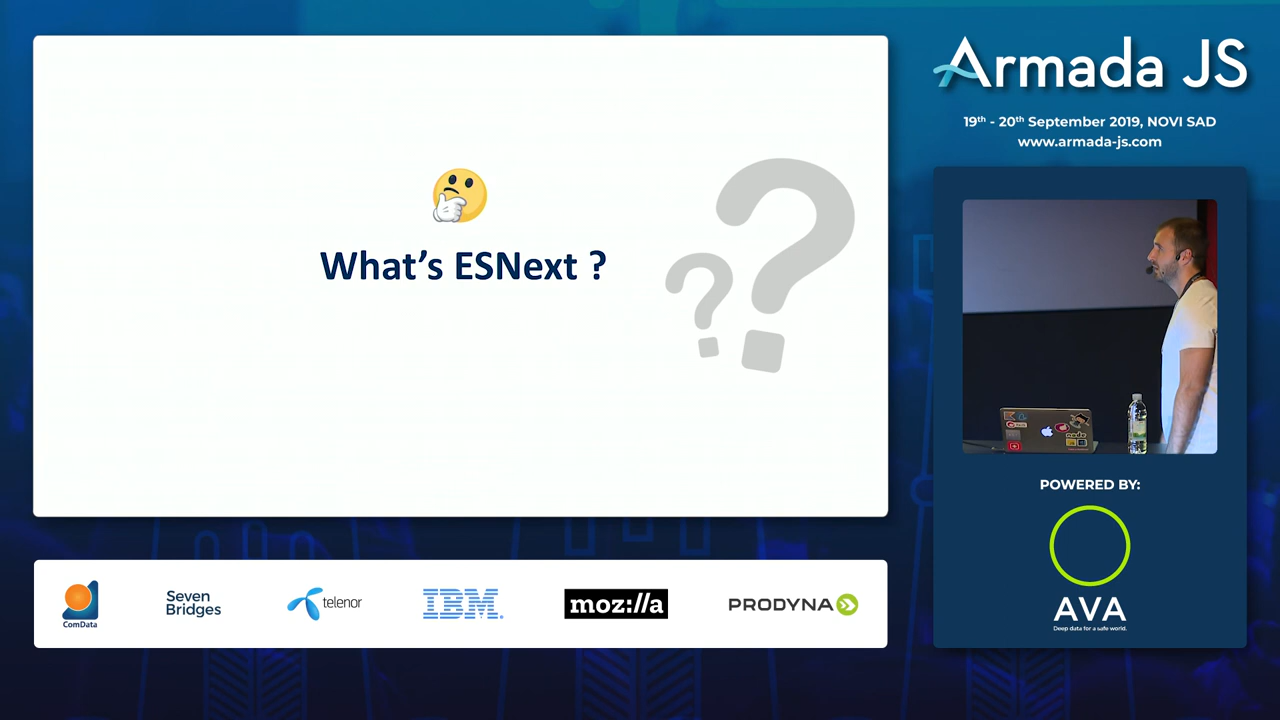 Armada JS
19th - 20th September 2019, NOVI SAD
www.armada-js.com
What's ESNext ?
POWERED BY:
AVA
Deep data for a safe world.
ComData
Seven
Bridges
telenor
IBM
moz://a
PRODYNA
node